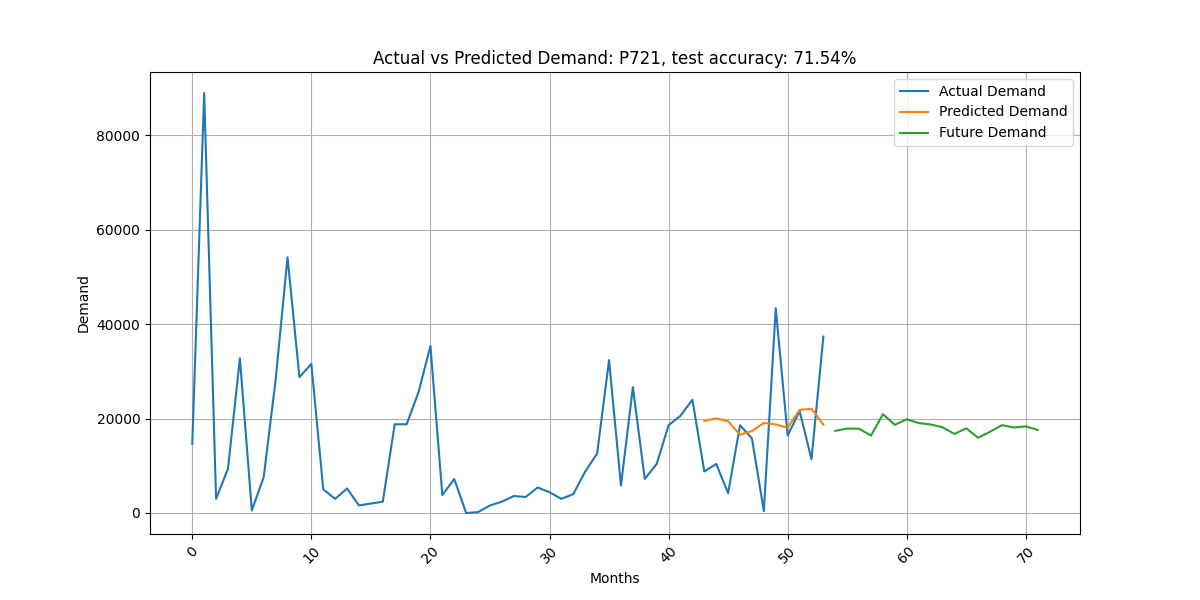 Actual vs Predicted Demand: P721, test accuracy: 71.54%
Actual Demand
Predicted Demand
Future Demand
Demand
80000
60000
40000
20000
0
0 10 20 30 40 50 60 70
Months